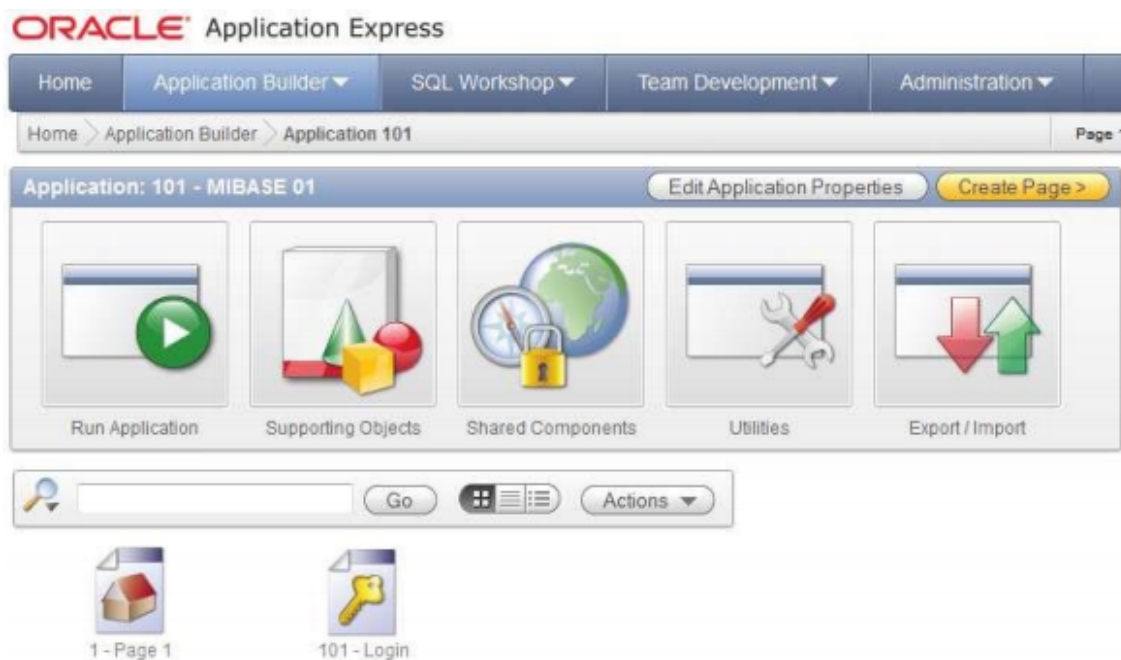 ORACLE Application Express
Home Application Builder SQL Workshop Team Development Administration
Home Application Builder Application 101 Page 1
Application: 101 - MIBASE 01 Edit Application Properties Create Page >
Run Application Supporting Objects Shared Components Utilities Export / Import
Go Actions
1 - Page 1 101 - Login